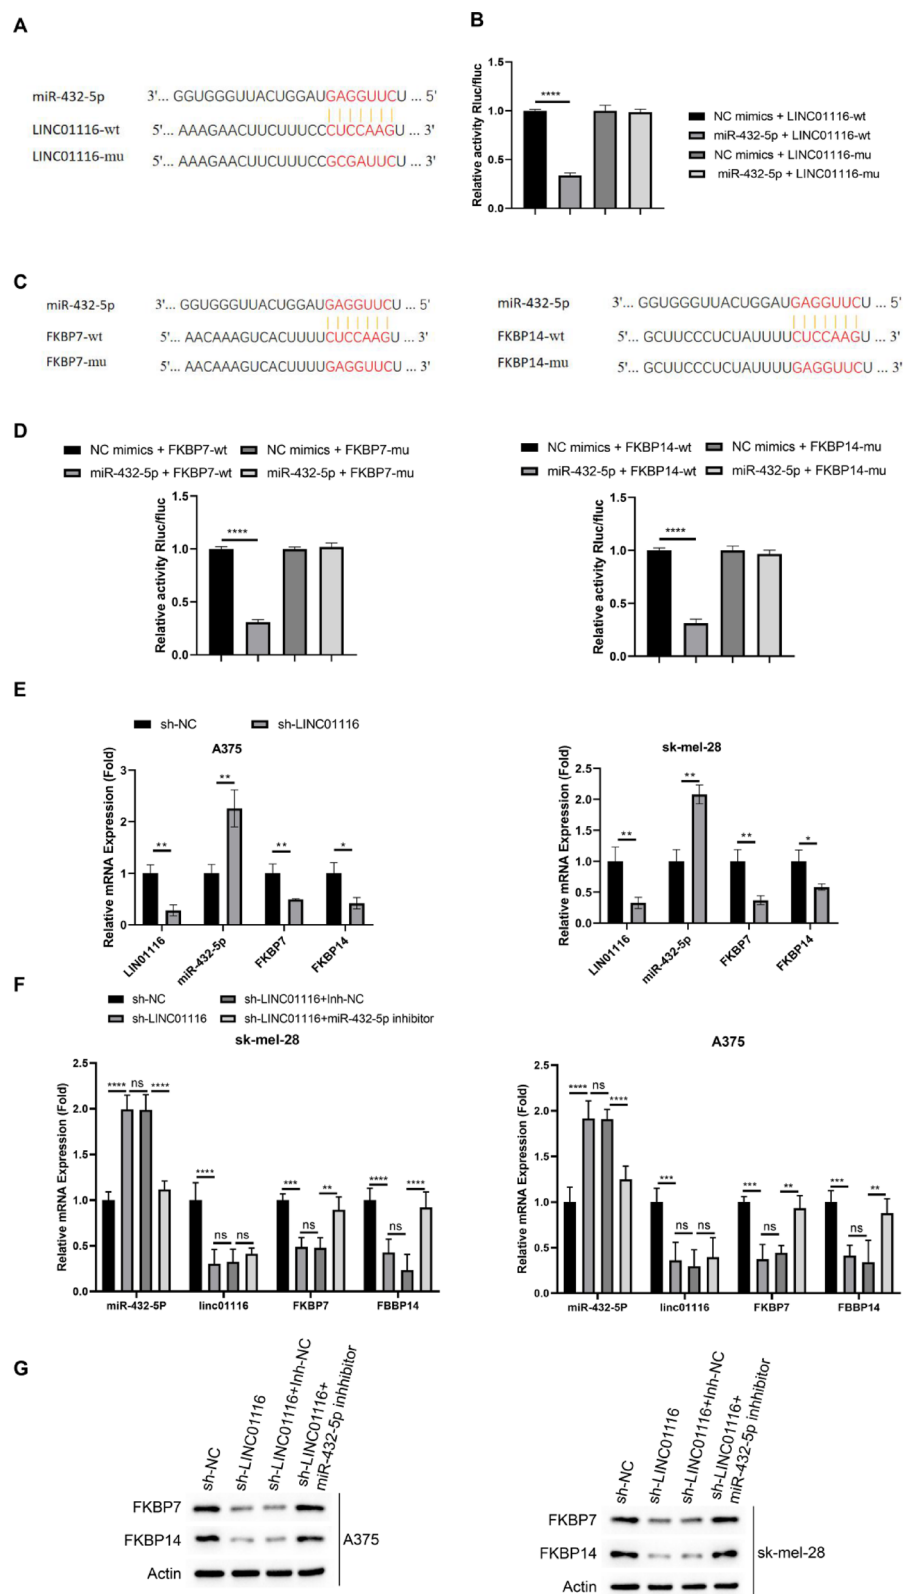 A
miR-432-5p 3'... GGUGGGUUACUGGAUGAGGUUCU ... 5'
LINC01116-wt 5'... AAAGAACUUCUUUCCCUCCAAGU ... 3'
LINC01116-mu 5'... AAAGAACUUCUUUCCGCGAUUCU ... 3'
B
Relative activity Rluc/fluc
1.5
1.0
0.5
0.0
****
NC mimics + LINC01116-wt
miR-432-5p + LINC01116-wt
NC mimics + LINC01116-mu
miR-432-5p + LINC01116-mu
C
miR-432-5p 3'... GGUGGGUUACUGGAUGAGGUUCU ... 5'
FKBP7-wt 5'... AACAAAGUCACUUUUCUCCAAGU ... 3'
FKBP7-mu 5'... AACAAAGUCACUUUUGAGGUUCU ... 3'
miR-432-5p 3'... GGUGGGUUACUGGAUGAGGUUCU ... 5'
FKBP14-wt 5'... GCUUCCCUCUAUUUUCUCCAAGU ... 3'
FKBP14-mu 5'... GCUUCCCUCUAUUUUGAGGUUCU ... 3'
D
NC mimics + FKBP7-wt NC mimics + FKBP7-mu
miR-432-5p + FKBP7-wt miR-432-5p + FKBP7-mu
Relative activity Rluc/fluc
1.5
1.0
0.5
0.0
****
NC mimics + FKBP14-wt NC mimics + FKBP14-mu
miR-432-5p + FKBP14-wt miR-432-5p + FKBP14-mu
Relative activity Rluc/fluc
1.5
1.0
0.5
0.0
****
E
sh-NC sh-LINC01116
A375
Relative mRNA Expression (Fold)
3
2
1
0
** ** ** *
LIN01116 miR-432-5p FKBP7 FKBP14
sk-mel-28
Relative mRNA Expression (Fold)
2.5
2.0
1.5
1.0
0.5
0.0
** ** ** *
LIN01116 miR-432-5p FKBP7 FKBP14
F
sh-NC sh-LINC01116+Inh-NC
sh-LINC01116 sh-LINC01116+miR-432-5p inhibitor
sk-mel-28
Relative mRNA Expression (Fold)
2.5
2.0
1.5
1.0
0.5
0.0
**** ns ****
**** ns ns
*** ns **
**** ns ****
miR-432-5P linc01116 FKBP7 FBBP14
A375
Relative mRNA Expression (Fold)
2.5
2.0
1.5
1.0
0.5
0.0
**** ns ****
*** ns ns
*** ns **
*** ns **
miR-432-5P linc01116 FKBP7 FBBP14
G
sh-NC
sh-LINC01116
sh-LINC01116+Inh-NC
sh-LINC01116+
miR-432-5p inhhibitor
FKBP7
FKBP14
Actin
A375
sh-NC
sh-LINC01116
sh-LINC01116+Inh-NC
sh-LINC01116+
miR-432-5p inhibitor
FKBP7
FKBP14
Actin
sk-mel-28